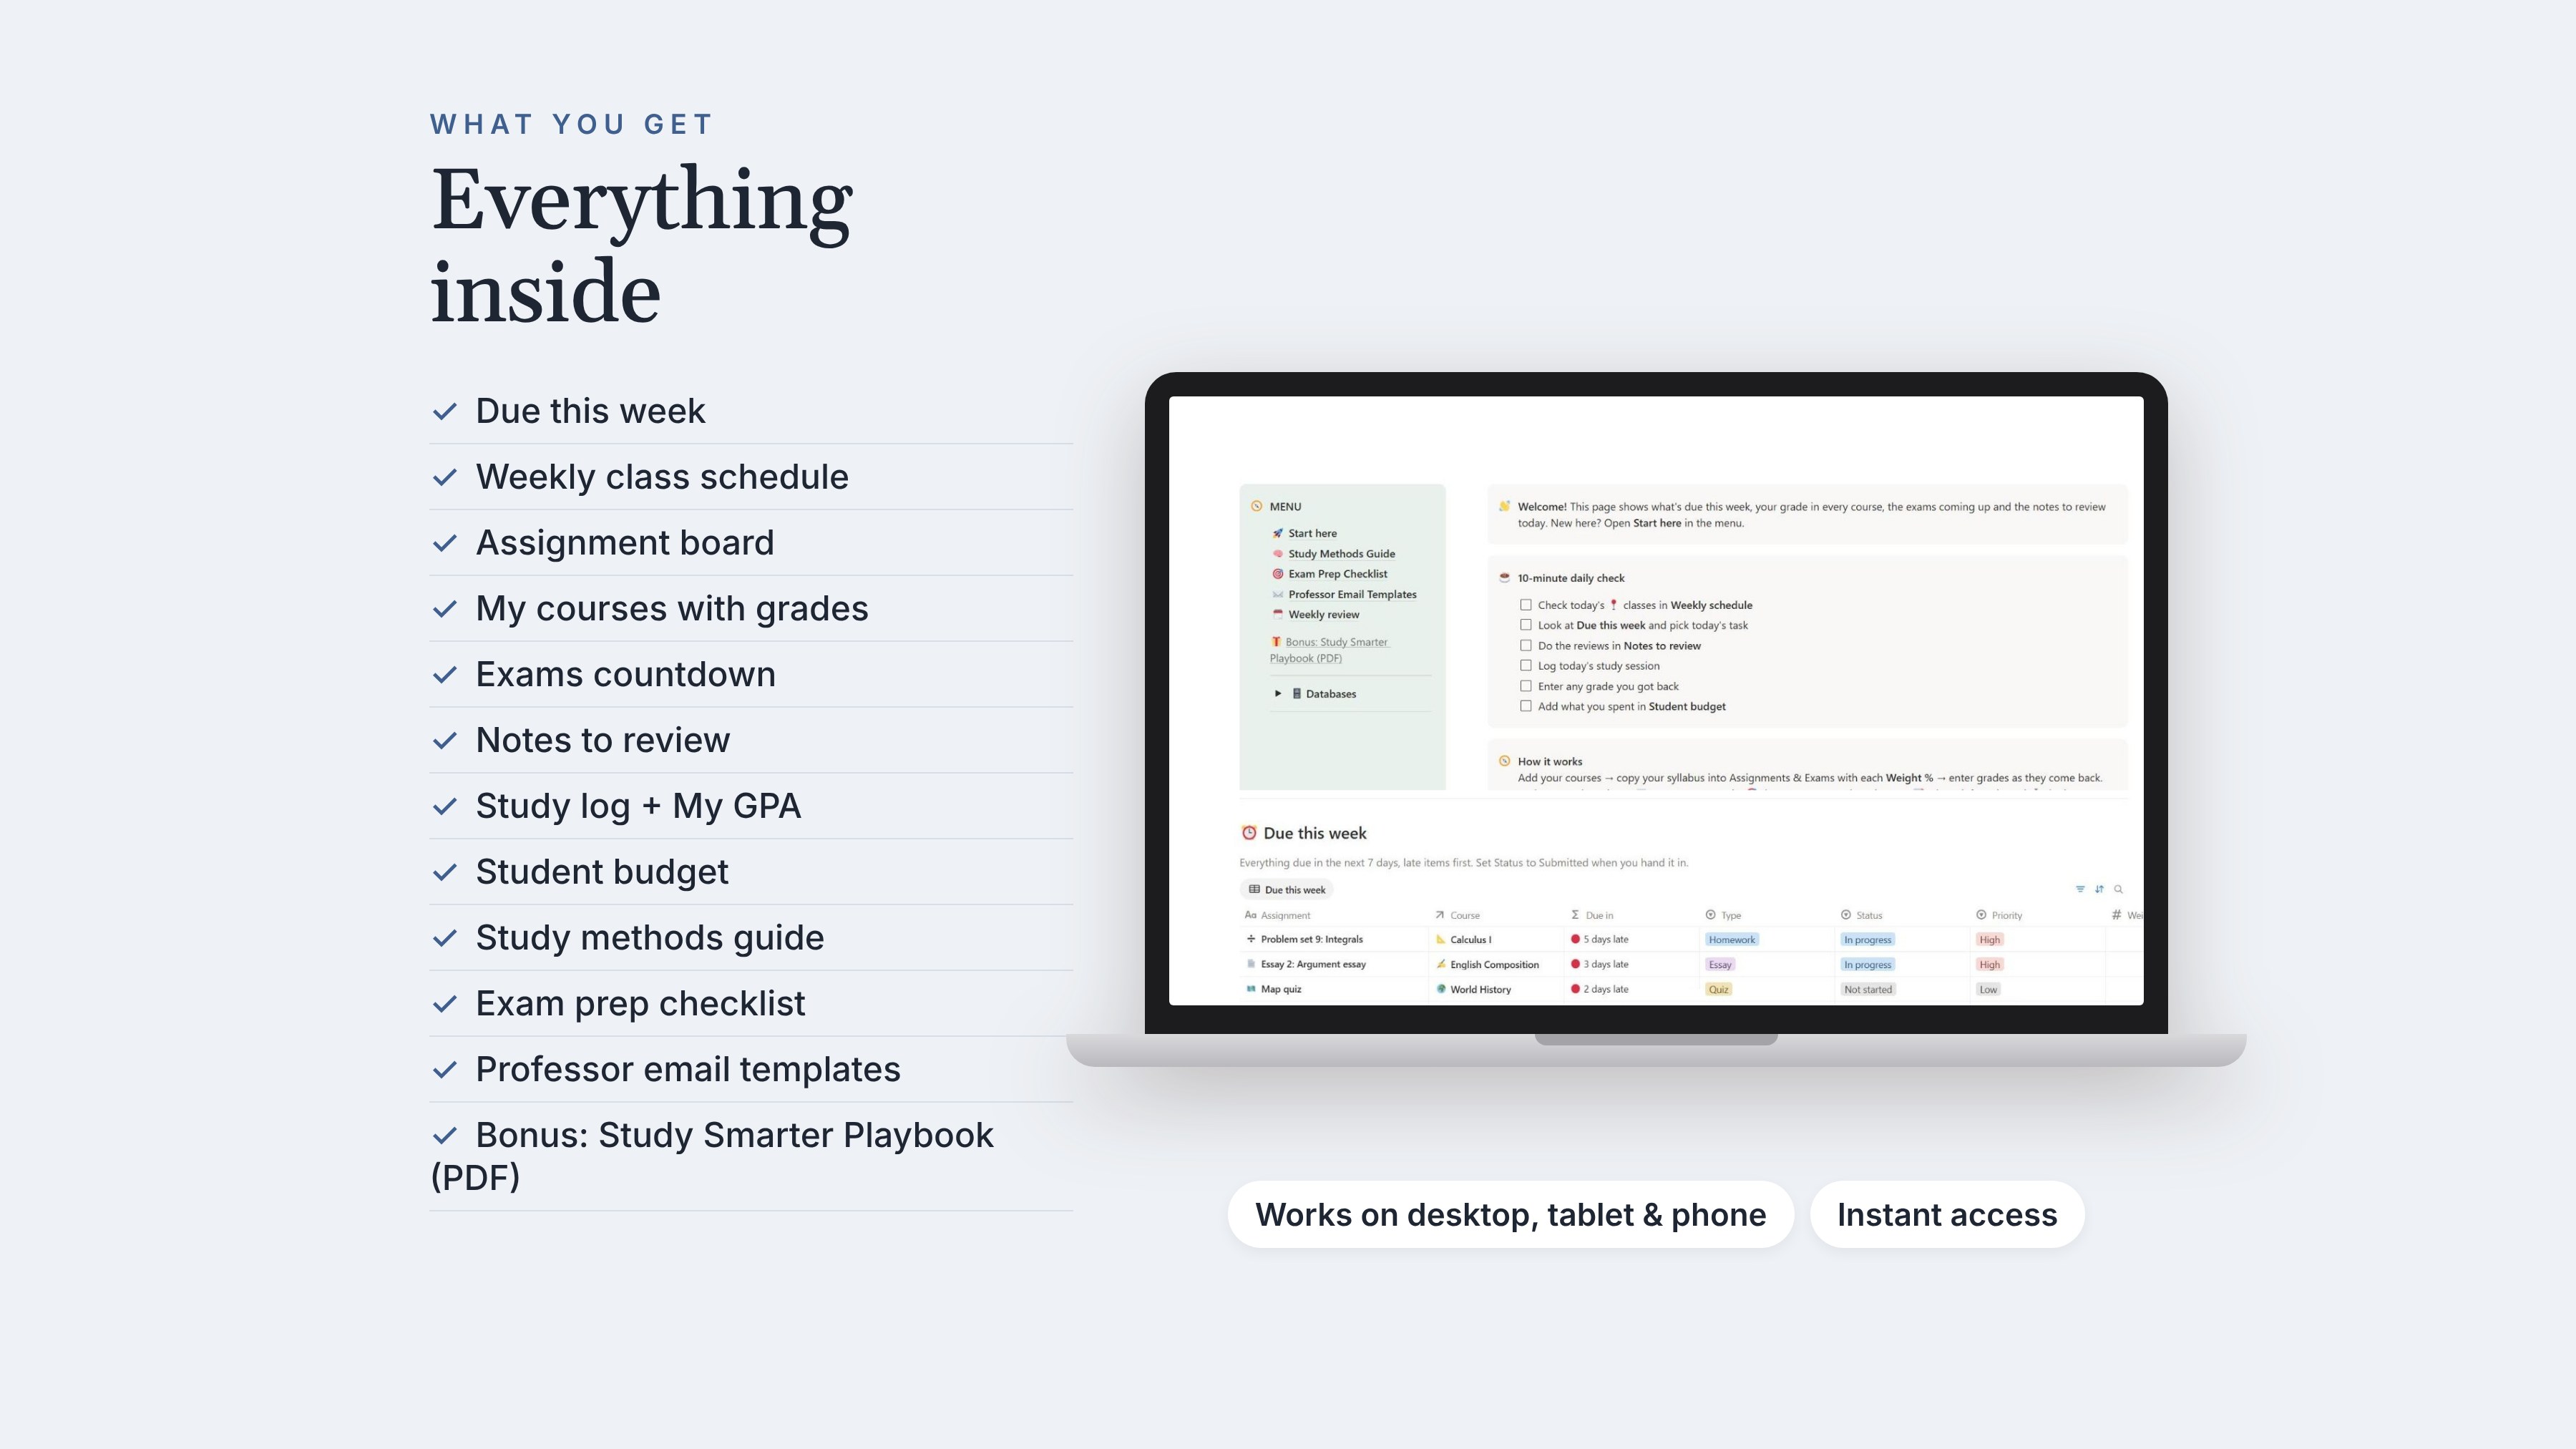 WHAT YOU GET
Everything
inside
Due this week
Weekly class schedule
Assignment board
My courses with grades
Exams countdown
Notes to review
Study log + My GPA
Student budget
Study methods guide
Exam prep checklist
Professor email templates
Bonus: Study Smarter Playbook
(PDF)
MENU
Start here
Study Methods Guide
Exam Prep Checklist
Professor Email Templates
Weekly review
Bonus: Study Smarter
Playbook (PDF)
Databases
Welcome! This page shows what's due this week, your grade in every course, the exams coming up and the notes to review
today. New here? Open Start here in the menu.
10-minute daily check
Check today's 📍 classes in Weekly schedule
Look at Due this week and pick today's task
Do the reviews in Notes to review
Log today's study session
Enter any grade you got back
Add what you spent in Student budget
How it works
Add your courses → copy your syllabus into Assignments & Exams with each Weight % → enter grades as they come back.
Due this week
Everything due in the next 7 days, late items first. Set Status to Submitted when you hand it in.
Due this week
Aa Assignment Course Σ Due in Type Status Priority #
Problem set 9: Integrals Calculus I 5 days late Homework In progress High
Essay 2: Argument essay English Composition 3 days late Essay In progress High
Map quiz World History 2 days late Quiz Not started Low
Works on desktop, tablet & phone
Instant access